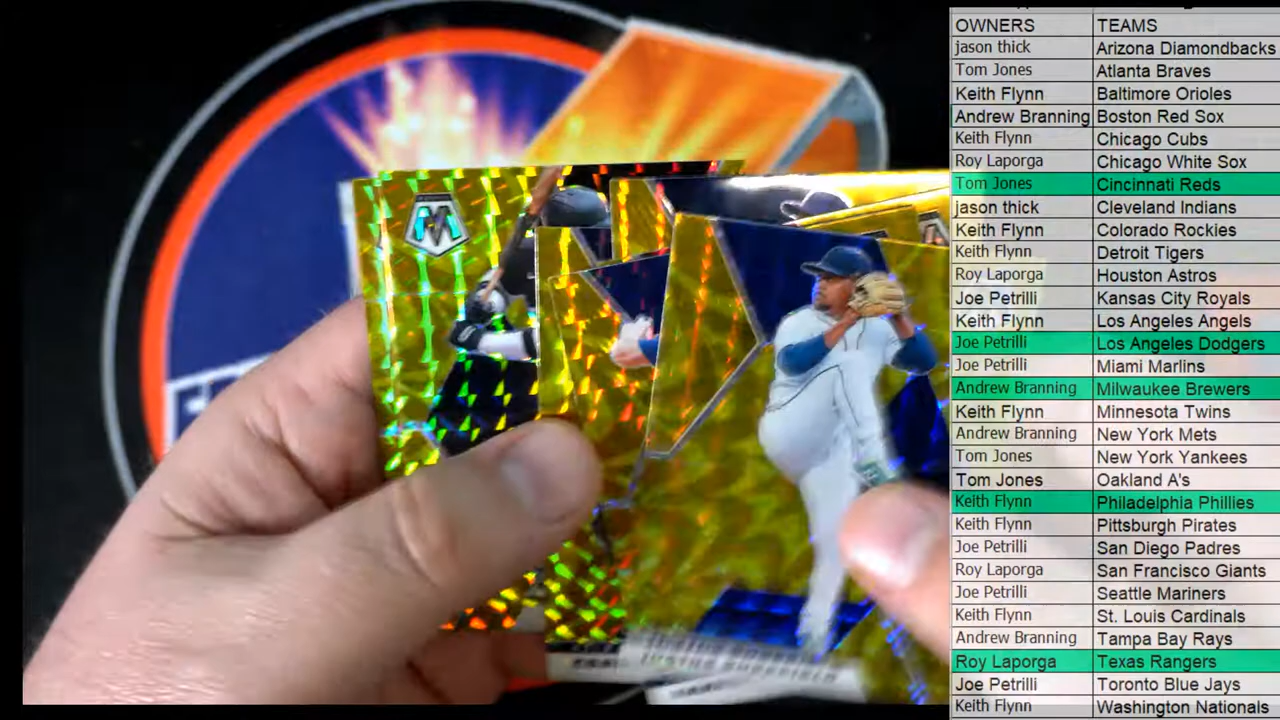 OWNERS TEAMS
jason thick Arizona Diamondbacks
Tom Jones Atlanta Braves
Keith Flynn Baltimore Orioles
Andrew Branning Boston Red Sox
Keith Flynn Chicago Cubs
Roy Laporga Chicago White Sox
Tom Jones Cincinnati Reds
jason thick Cleveland Indians
Keith Flynn Colorado Rockies
Keith Flynn Detroit Tigers
Roy Laporga Houston Astros
Joe Petrilli Kansas City Royals
Keith Flynn Los Angeles Angels
Joe Petrilli Los Angeles Dodgers
Joe Petrilli Miami Marlins
Andrew Branning Milwaukee Brewers
Keith Flynn Minnesota Twins
Andrew Branning New York Mets
Tom Jones New York Yankees
Tom Jones Oakland A's
Keith Flynn Philadelphia Phillies
Keith Flynn Pittsburgh Pirates
Joe Petrilli San Diego Padres
Roy Laporga San Francisco Giants
Joe Petrilli Seattle Mariners
Keith Flynn St. Louis Cardinals
Andrew Branning Tampa Bay Rays
Roy Laporga Texas Rangers
Joe Petrilli Toronto Blue Jays
Keith Flynn Washington Nationals
M